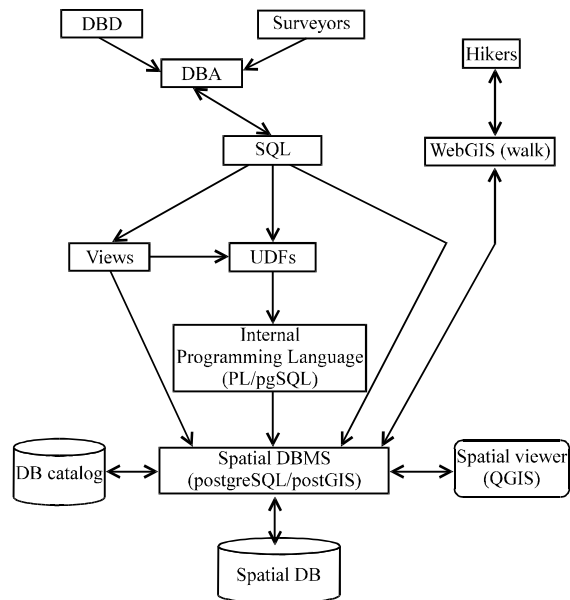 DBD
Surveyors
DBA
Hikers
SQL
WebGIS (walk)
Views
UDFs
Internal
Programming Language
(PL/pgSQL)
DB catalog
Spatial DBMS
(postgreSQL/postGIS)
Spatial viewer
(QGIS)
Spatial DB